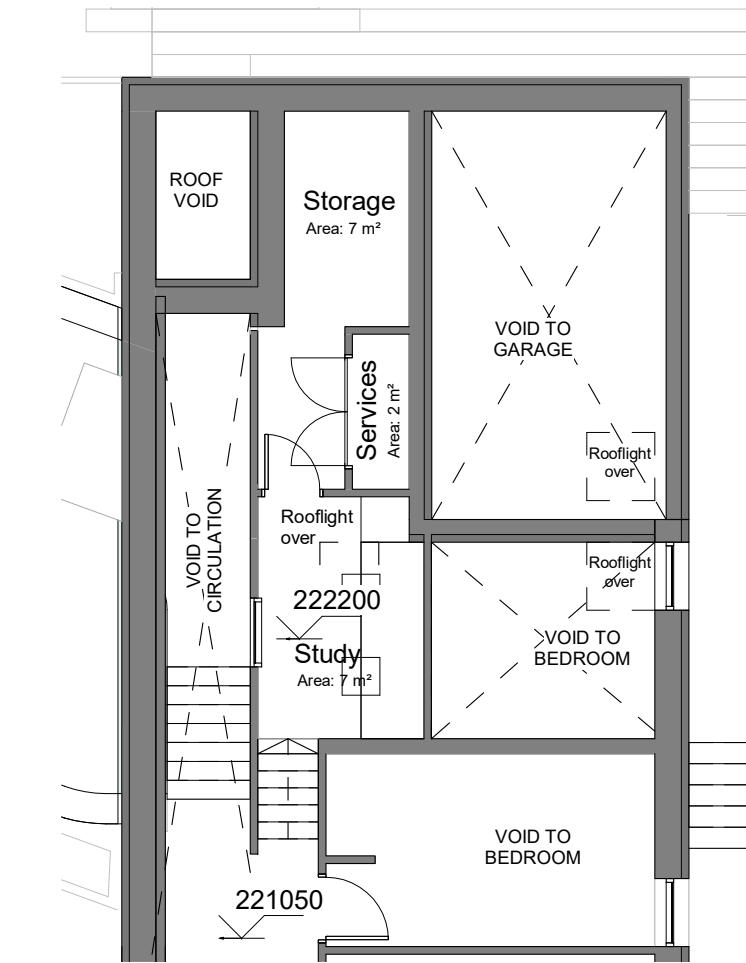 ROOF
VOID
Storage
Area: 7 m²
VOID TO
GARAGE
Services
Area: 2 m²
Rooflight
over
VOID TO
CIRCULATION
Rooflight
over
Rooflight
over
222200
Study
Area: 7 m²
VOID TO
BEDROOM
VOID TO
BEDROOM
221050